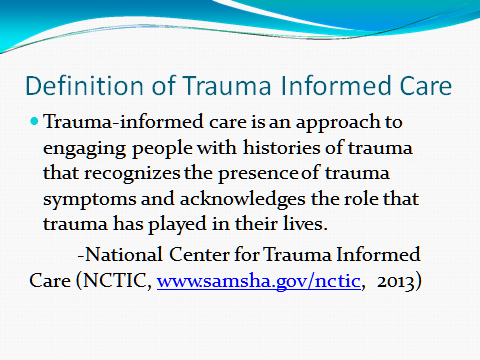 Definition of Trauma Informed Care
Trauma-informed care is an approach to
engaging people with histories of trauma
that recognizes the presence of trauma
symptoms and acknowledges the role that
trauma has played in their lives.
-National Center for Trauma Informed
Care (NCTIC, www.samsha.gov/nctic, 2013)